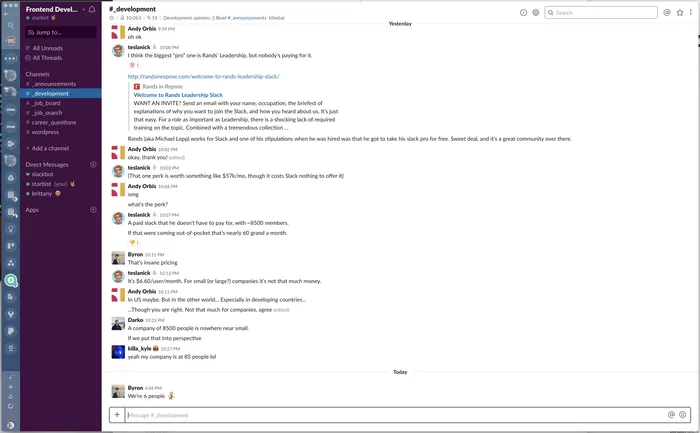 Frontend Devel...
starbist
Jump to...
All Unreads
All Threads
Channels
# _announcements
# _development
# _job_board
# _job_search
# career_questions
# wordpress
+ Add a channel
Direct Messages
slackbot
starbist (you)
brittany
Apps
#_development
10,063 | 19 | Development opinions. || Read #_announcements
Search
Yesterday
Andy Orbis 9:59 PM
oh ok
teslanick 10:00 PM
I think the biggest "pro" one is Rands' Leadership, but nobody's paying for it.
1
http://randsinrepose.com/welcome-to-rands-leadership-slack/
Rands in Repose
Welcome to Rands Leadership Slack
WANT AN INVITE? Send an email with your name, occupation, the briefest of
explanations of why you want to join the Slack, and how you heard about us. It's just
that easy. For a role as important as Leadership, there is a shocking lack of required
training on the topic. Combined with a tremendous collection ...
Rands (aka Michael Lopp) works for Slack and one of his stipulations when he was hired was that he got to take his slack pro for free. Sweet deal, and it's a great community over there.
Andy Orbis 10:02 PM
okay, thank you! (edited)
teslanick 10:03 PM
(That one perk is worth something like $57k/mo, though it costs Slack nothing to offer it)
Andy Orbis 10:06 PM
omg
what's the perk?
teslanick 10:07 PM
A paid slack that he doesn't have to pay for, with ~8500 members.
If that were coming out-of-pocket that's nearly 60 grand a month.
1
Byron 10:11 PM
That's insane pricing
teslanick 10:12 PM
It's $6.60/user/month. For small (or large?) companies it's not that much money.
Andy Orbis 10:15 PM
In US maybe. But in the other world... Especially in developing countries...
...Though you are right. Not that much for companies, agree (edited)
Darko 10:25 PM
A company of 8500 people is nowhere near small.
If we put that into perspective
killa_kyle 10:27 PM
yeah my company is at 85 people lol
Today
Byron 6:06 PM
We're 6 people
Message #_development